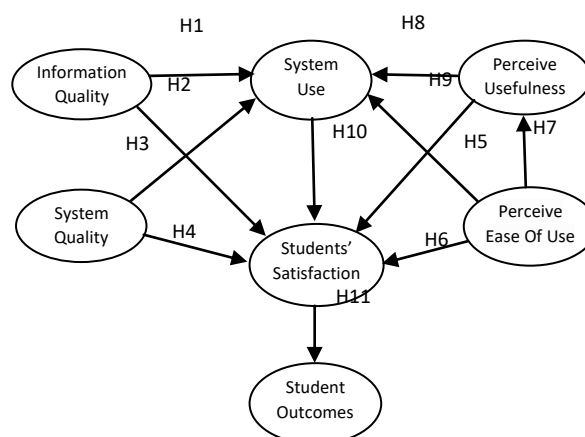 H1
H8
Information
Quality
H2
System
Use
H9
Perceive
Usefulness
H3
H10
H5
H7
System
Quality
H4
Students'
Satisfaction
H6
Perceive
Ease Of Use
H11
Student
Outcomes